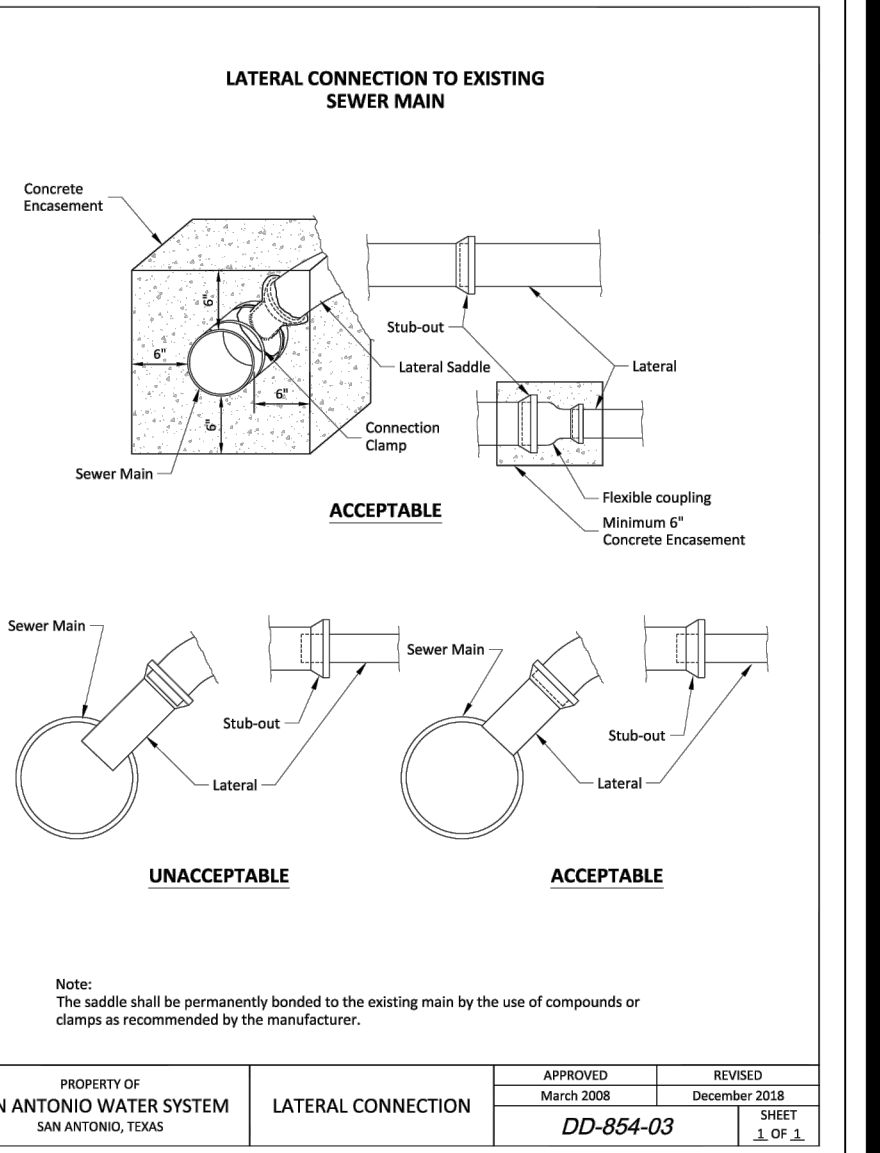 LATERAL CONNECTION TO EXISTING
SEWER MAIN
Concrete
Encasement
6"
6"
6"
6"
Stub-out
Lateral Saddle
Lateral
Connection
Clamp
Sewer Main
Flexible coupling
Minimum 6"
Concrete Encasement
ACCEPTABLE
Sewer Main
Stub-out
Lateral
UNACCEPTABLE
Sewer Main
Stub-out
Lateral
ACCEPTABLE
Note:
The saddle shall be permanently bonded to the existing main by the use of compounds or
clamps as recommended by the manufacturer.
PROPERTY OF
N ANTONIO WATER SYSTEM
SAN ANTONIO, TEXAS
LATERAL CONNECTION
APPROVED
March 2008
REVISED
December 2018
DD-854-03
SHEET
1 OF 1